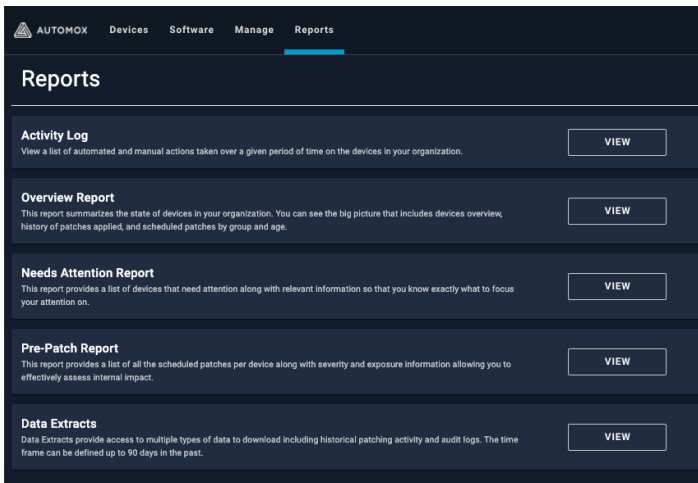 AUTOMOX Devices Software Manage Reports
Reports
Activity Log
View a list of automated and manual actions taken over a given period of time on the devices in your organization.
VIEW
Overview Report
This report summarizes the state of devices in your organization. You can see the big picture that includes devices overview,
history of patches applied, and scheduled patches by group and age.
VIEW
Needs Attention Report
This report provides a list of devices that need attention along with relevant information so that you know exactly what to focus
your attention on.
VIEW
Pre-Patch Report
This report provides a list of all the scheduled patches per device along with severity and exposure information allowing you to
effectively assess internal impact.
VIEW
Data Extracts
Data Extracts provide access to multiple types of data to download including historical patching activity and audit logs. The time
frame can be defined up to 90 days in the past.
VIEW